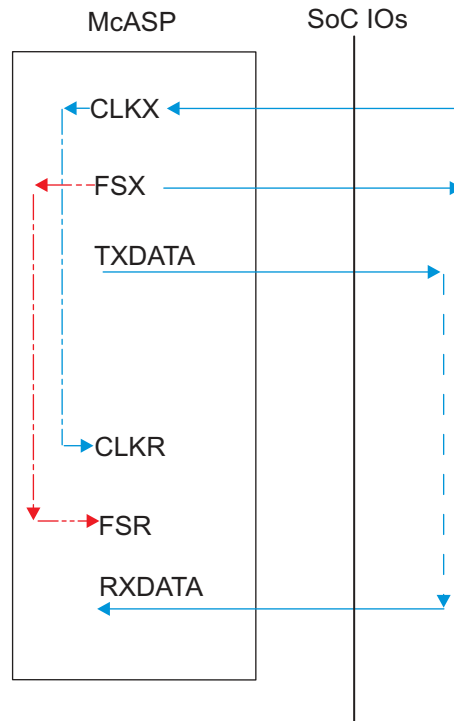 McASP
SoC IOs
CLKX
FSX
TXDATA
CLKR
FSR
RXDATA